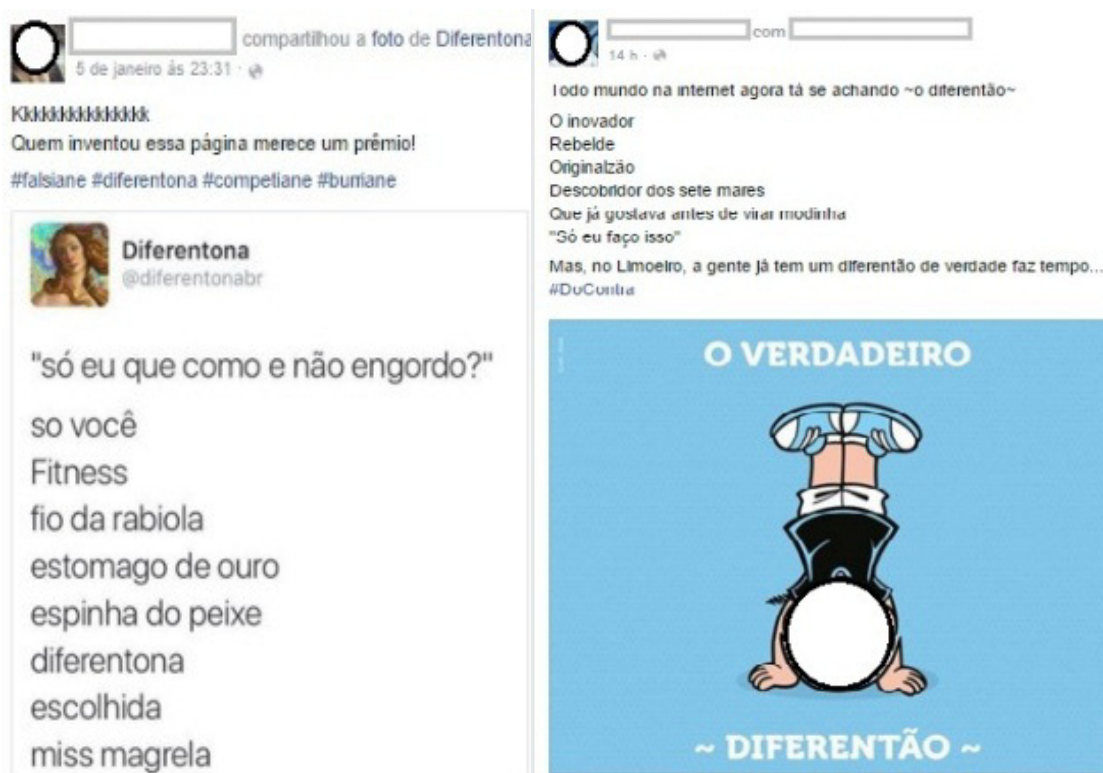 compartilhou a foto de Diferentona
5 de janeiro ás 23:31
Kkkkkkkkkkkkkkk
Quem inventou essa página merece um prêmio!
#falsiane #diferentona #competiane #burriane
Diferentona
@diferentonabr
"só eu que como e não engordo?"
so você
Fitness
fio da rabiola
estomago de ouro
espinha do peixe
diferentona
escolhida
miss magrela
com
14 h
Todo mundo na internet agora tá se achando ~o diferentão~
O inovador
Rebelde
Originalzão
Descobridor dos sete mares
Que já gostava antes de virar modinha
"Só eu faço isso"
Mas, no Limoeiro, a gente já tem um diferentão de verdade faz tempo...
#DoContra
O VERDADEIRO
~ DIFERENTÃO ~